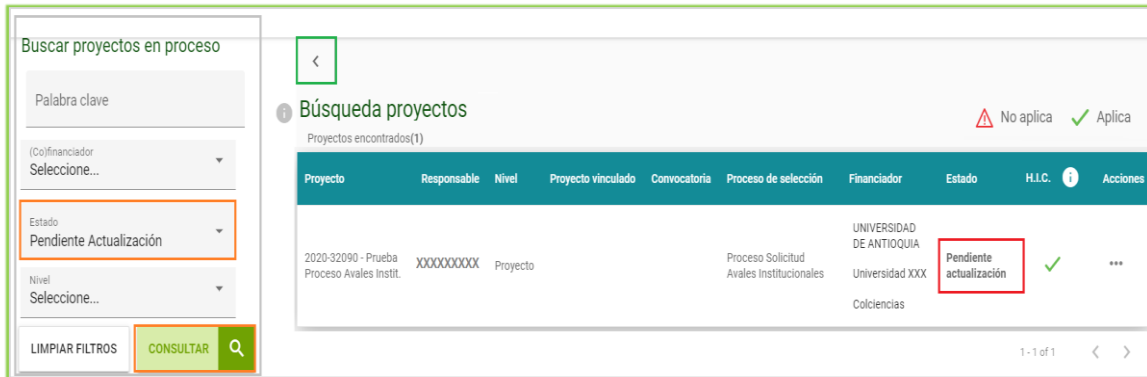 Buscar proyectos en proceso
Palabra clave
(Co)financiador
Seleccione...
Estado
Pendiente Actualización
Nivel
Seleccione...
LIMPIAR FILTROS CONSULTAR
Búsqueda proyectos
No aplica Aplica
Proyectos encontrados(1)
Proyecto Responsable Nivel Proyecto vinculado Convocatoria Proceso de selección Financiador Estado H.I.C. Acciones
2020-32090 - Prueba
Proceso Avales Instit.
XXXXXXXXX
Proyecto
Proceso Solicitud
Avales Institucionales
UNIVERSIDAD
DE ANTIOQUIA
Universidad XXX
Colciencias
Pendiente
actualización
1 - 1 of 1